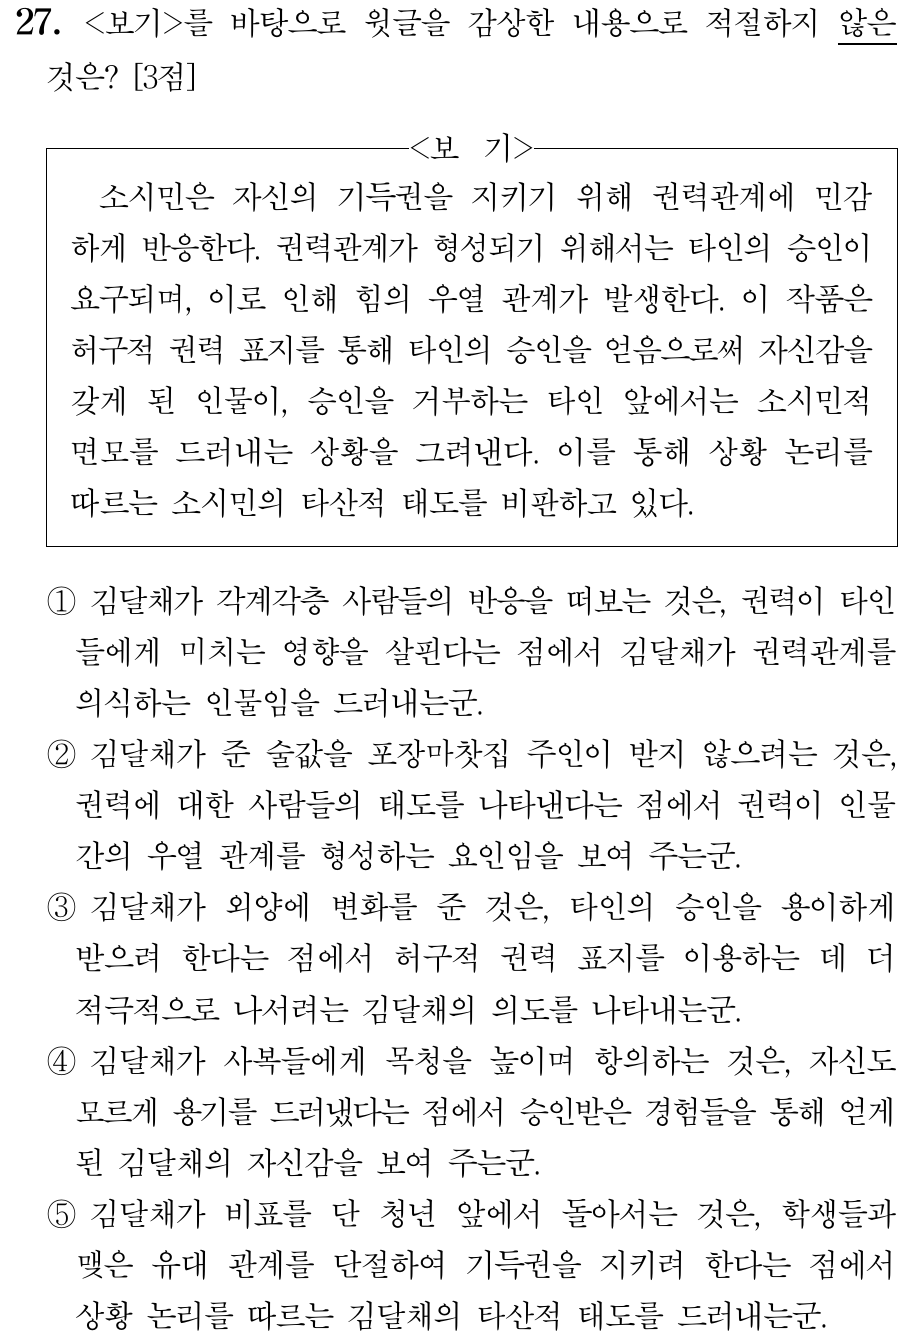 27. <보기>를 바탕으로 윗글을 감상한 내용으로 적절하지 않은
것은? [3점]
<보 기>
소시민은 자신의 기득권을 지키기 위해 권력관계에 민감
하게 반응한다. 권력관계가 형성되기 위해서는 타인의 승인이
요구되며, 이로 인해 힘의 우열 관계가 발생한다. 이 작품은
허구적 권력 표지를 통해 타인의 승인을 얻음으로써 자신감을
갖게 된 인물이, 승인을 거부하는 타인 앞에서는 소시민적
면모를 드러내는 상황을 그려낸다. 이를 통해 상황 논리를
따르는 소시민의 타산적 태도를 비판하고 있다.
① 김달채가 각계각층 사람들의 반응을 떠보는 것은, 권력이 타인
들에게 미치는 영향을 살핀다는 점에서 김달채가 권력관계를
의식하는 인물임을 드러내는군.
② 김달채가 준 술값을 포장마찻집 주인이 받지 않으려는 것은,
권력에 대한 사람들의 태도를 나타낸다는 점에서 권력이 인물
간의 우열 관계를 형성하는 요인임을 보여 주는군.
③ 김달채가 외양에 변화를 준 것은, 타인의 승인을 용이하게
받으려 한다는 점에서 허구적 권력 표지를 이용하는 데 더
적극적으로 나서려는 김달채의 의도를 나타내는군.
④ 김달채가 사복들에게 목청을 높이며 항의하는 것은, 자신도
모르게 용기를 드러냈다는 점에서 승인받은 경험들을 통해 얻게
된 김달채의 자신감을 보여 주는군.
⑤ 김달채가 비표를 단 청년 앞에서 돌아서는 것은, 학생들과
맺은 유대 관계를 단절하여 기득권을 지키려 한다는 점에서
상황 논리를 따르는 김달채의 타산적 태도를 드러내는군.